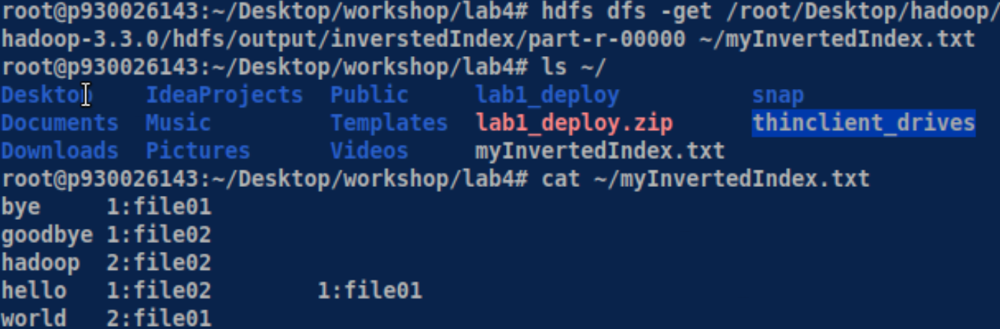 root@p930026143:~/Desktop/workshop/lab4# hdfs dfs -get /root/Desktop/hadoop/
hadoop-3.3.0/hdfs/output/inverstedIndex/part-r-00000 ~/myInvertedIndex.txt
root@p930026143:~/Desktop/workshop/lab4# ls ~/
Desktop IdeaProjects Public lab1_deploy snap
Documents Music Templates lab1_deploy.zip thinclient_drives
Downloads Pictures Videos myInvertedIndex.txt
root@p930026143:~/Desktop/workshop/lab4# cat ~/myInvertedIndex.txt
bye 1:file01
goodbye 1:file02
hadoop 2:file02
hello 1:file02 1:file01
world 2:file01